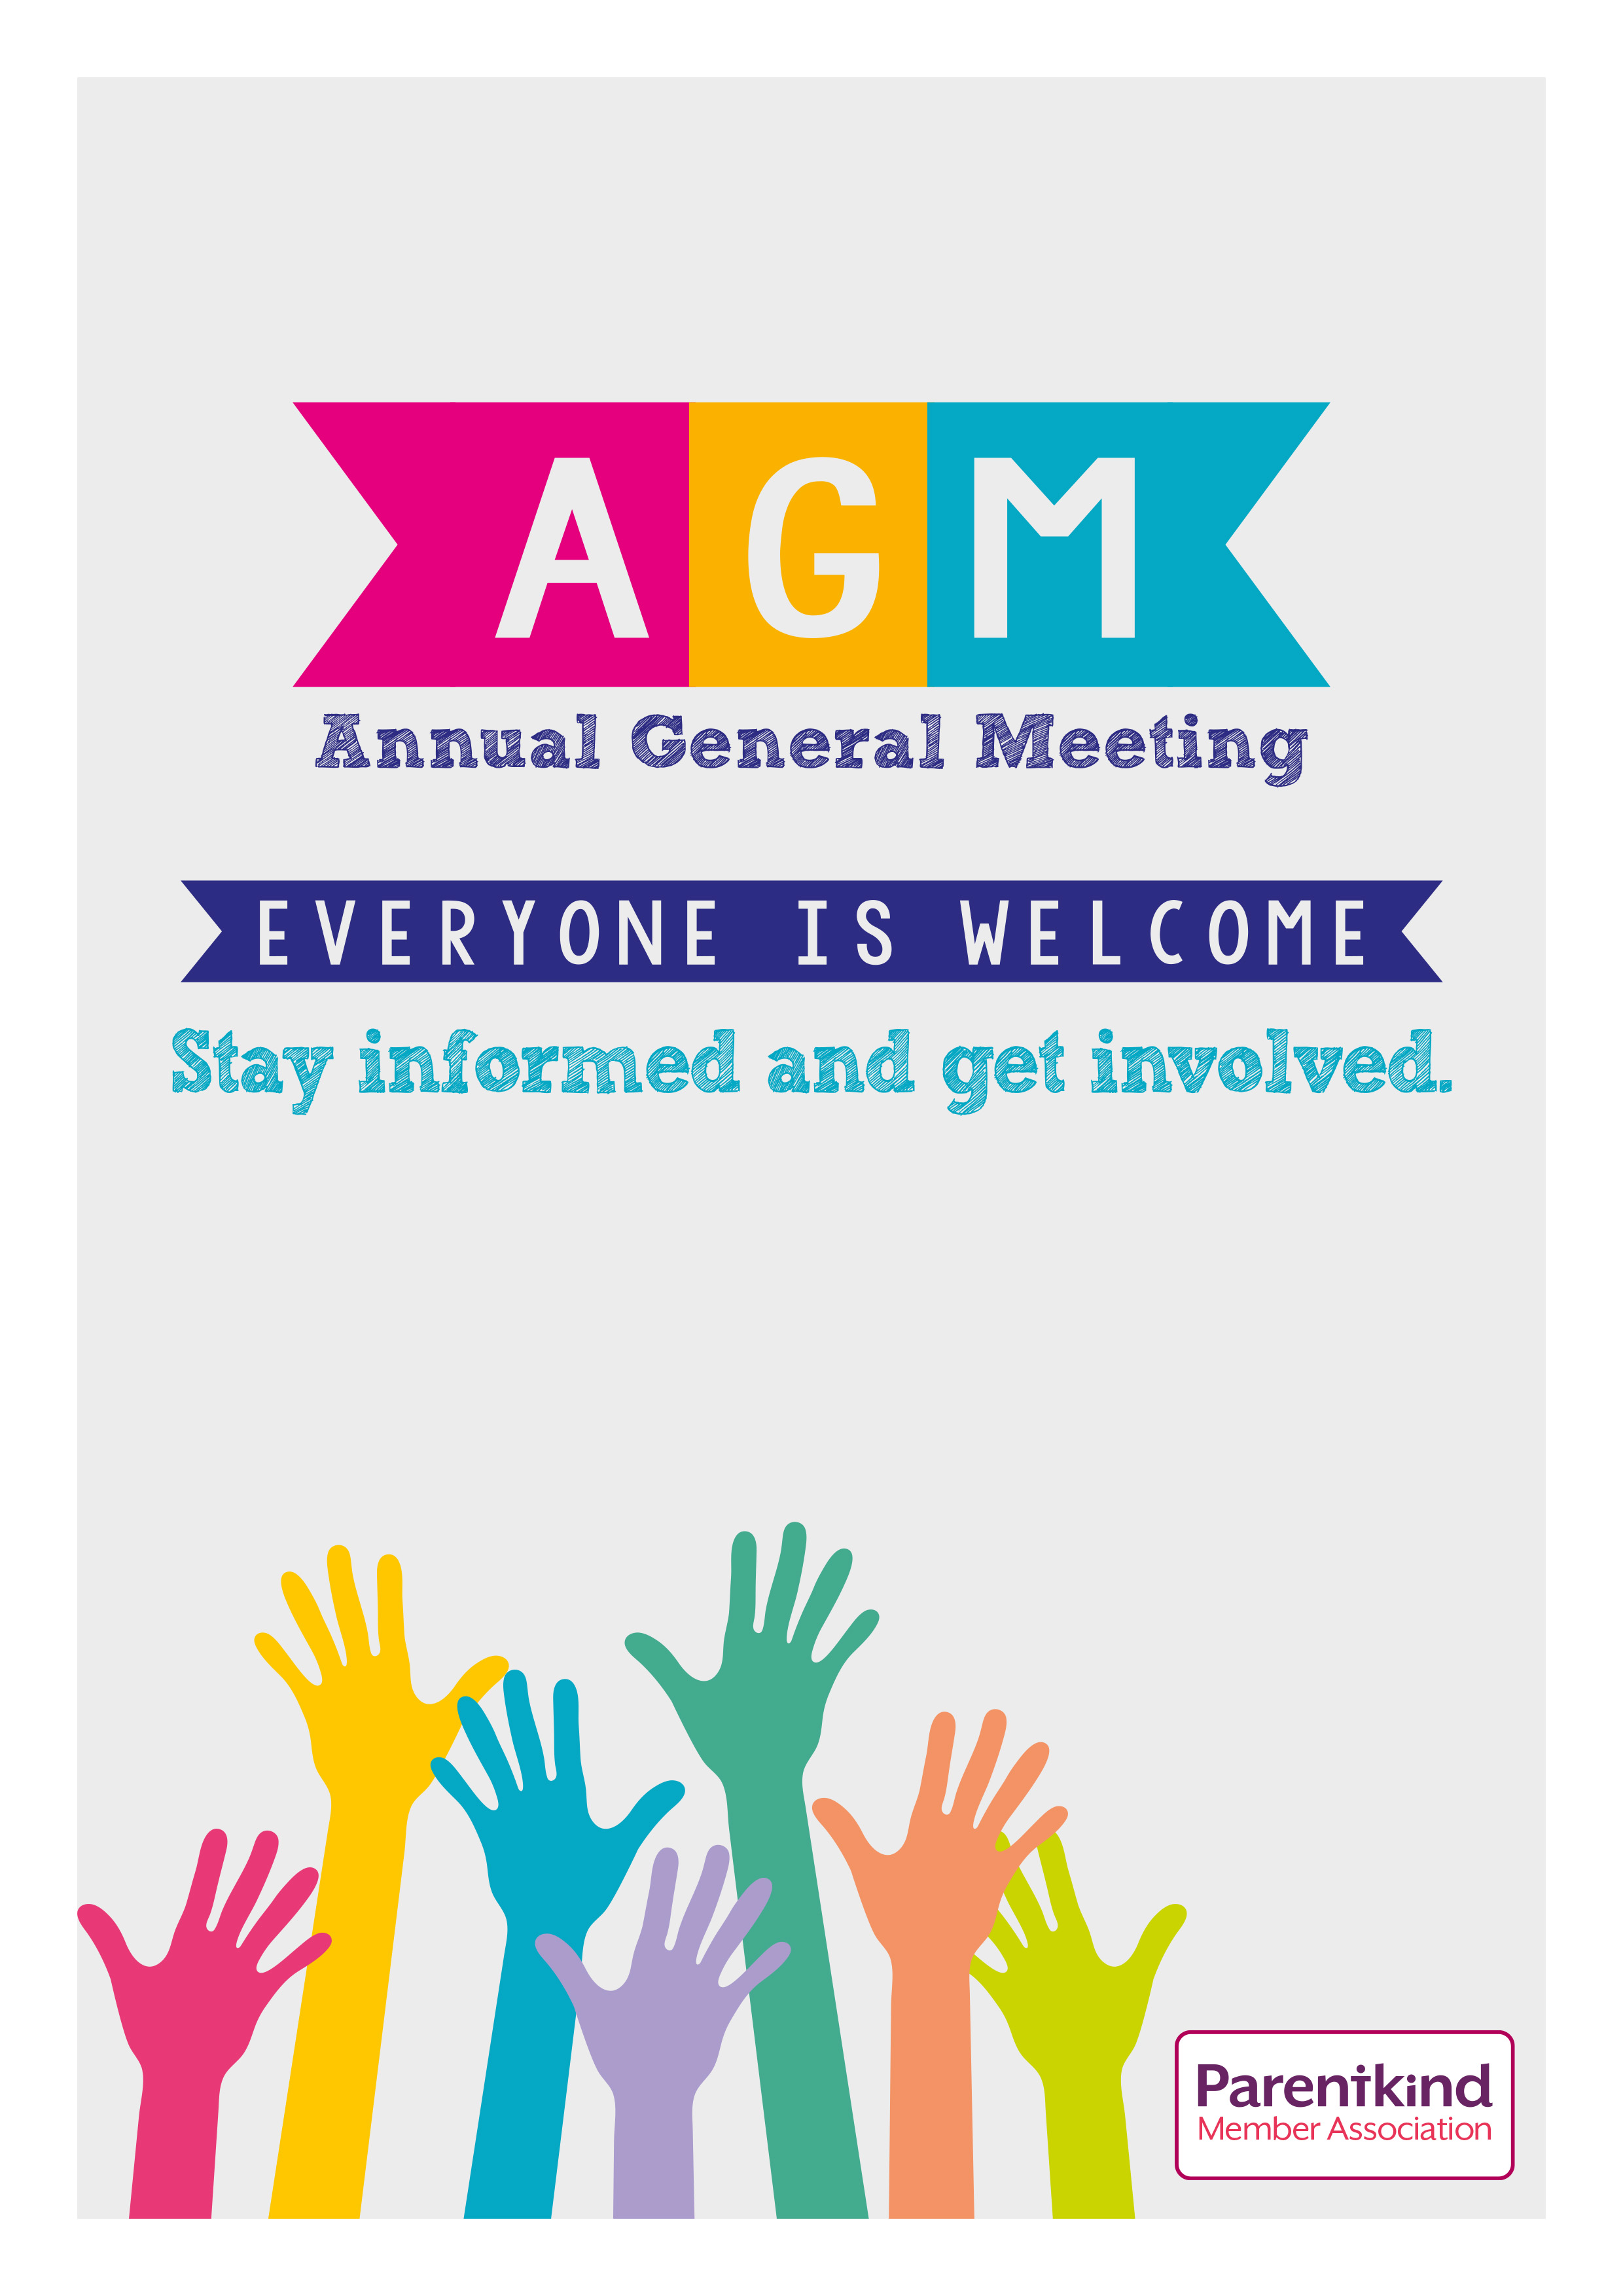 AGM
Annual General Meeting
EVERYONE IS WELCOME
Stay informed and get involved.
Parentkind
Member Association